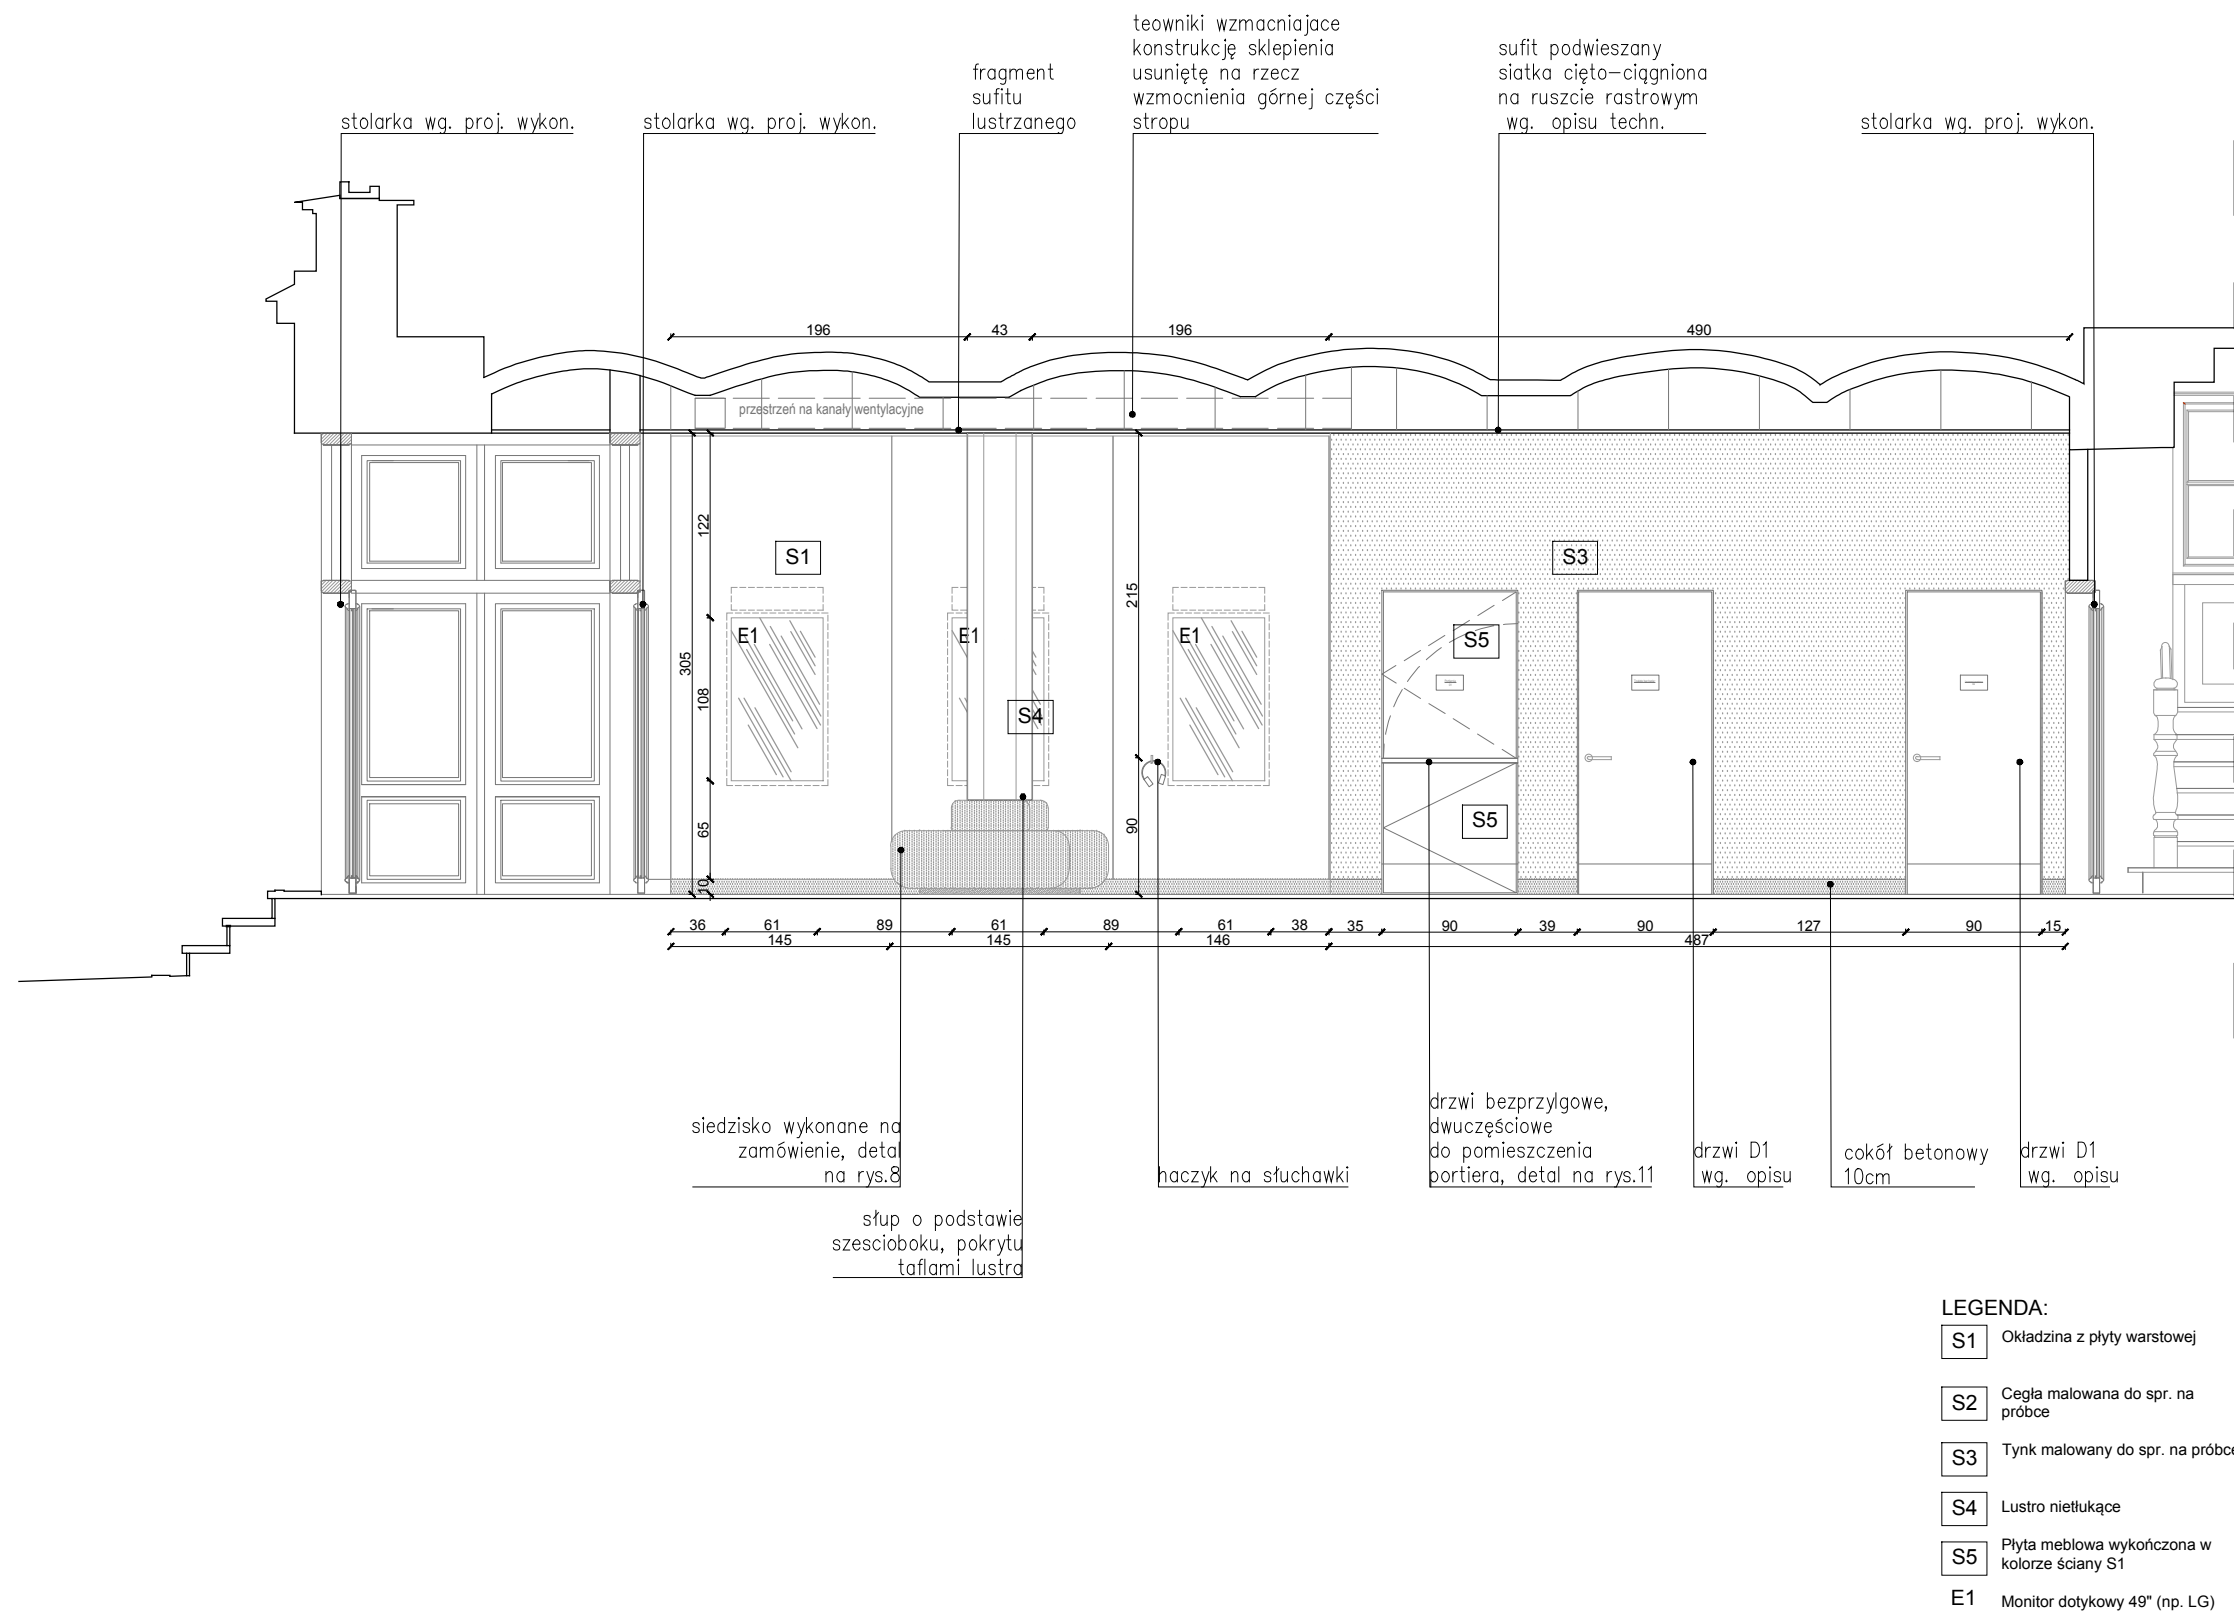 teowniki wzmacniajace
konstrukcję sklepienia
usuniętę na rzecz
wzmocnienia górnej części
stropu
sufit podwieszany
siatka cięto-ciągniona
na ruszcie rastrowym
wg. opisu techn.
fragment
sufitu
lustrzanego
stolarka wg. proj. wykon.
stolarka wg. proj. wykon.
stolarka wg. proj. wykon.
196
43
196
490
przestrzeń na kanały wentylacyjne
122
305
108
65
10
215
90
S1
S3
E1
E1
E1
S5
S4
S5
36
61
89
61
89
61
38
35
90
39
90
127
90
15
145
145
146
487
siedzisko wykonane na
zamówienie, detal
na rys.8
haczyk na słuchawki
drzwi bezprzylgowe,
dwuczęściowe
do pomieszczenia
portiera, detal na rys.11
drzwi D1
wg. opisu
cokół betonowy
10cm
drzwi D1
wg. opisu
słup o podstawie
szescioboku, pokrytu
taflami lustra
LEGENDA:
S1 Okładzina z płyty warstowej
S2 Cegła malowana do spr. na
próbce
S3 Tynk malowany do spr. na próbce
S4 Lustro nietłukące
S5 Płyta meblowa wykończona w
kolorze ściany S1
E1 Monitor dotykowy 49" (np. LG)